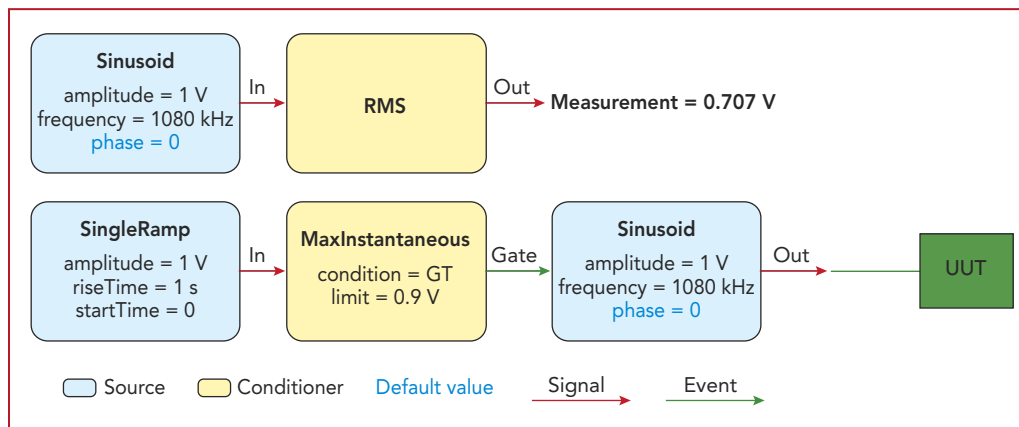 Sinusoid
amplitude = 1 V
frequency = 1080 kHz
phase = 0
In
RMS
Out
Measurement = 0.707 V
SingleRamp
amplitude = 1 V
riseTime = 1 s
startTime = 0
In
MaxInstantaneous
condition = GT
limit = 0.9 V
Gate
Sinusoid
amplitude = 1 V
frequency = 1080 kHz
phase = 0
Out
UUT
Source
Conditioner
Default value
Signal
Event